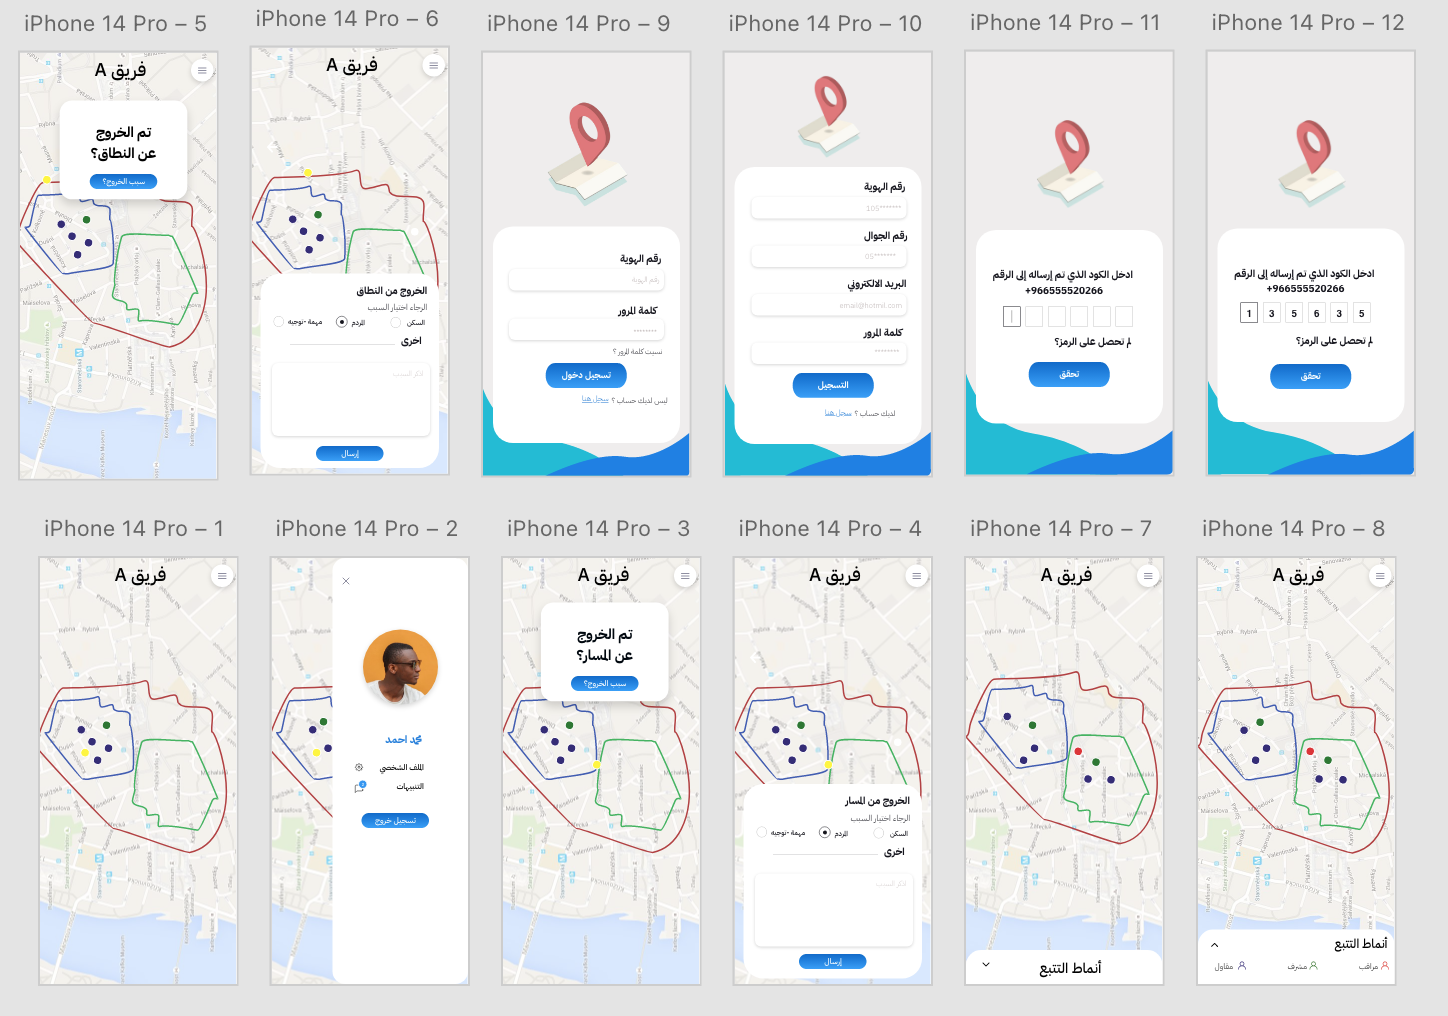 iPhone 14 Pro – 5
فريق A
تم الخروج
عن النطاق؟
سبب الخروج؟
iPhone 14 Pro – 6
فريق A
الخروج من النطاق
الرجاء اختيار السبب
السكن
المردم
مهمة -توجيه
اخرى
اذكر السبب
إرسال
iPhone 14 Pro – 9
رقم الهوية
رقم الهوية
كلمة المرور
********
نسيت كلمة المرور ؟
تسجيل دخول
ليس لديك حساب ؟ سجل هنا
iPhone 14 Pro – 10
رقم الهوية
105*******
رقم الجوال
05*******
البريد الالكتروني
email@hotmil.com
كلمة المرور
********
التسجيل
لديك حساب ؟ سجل هنا
iPhone 14 Pro – 11
ادخل الكود الذي تم إرساله إلى الرقم
+966555520266
لم تحصل على الرمز؟
تحقق
iPhone 14 Pro – 12
ادخل الكود الذي تم إرساله إلى الرقم
+966555520266
1 3 5 6 3 5
لم تحصل على الرمز؟
تحقق
iPhone 14 Pro – 1
فريق A
iPhone 14 Pro – 2
محمد احمد
الملف الشخصي
التنبيهات
تسجيل خروج
iPhone 14 Pro – 3
فريق A
تم الخروج
عن المسار؟
سبب الخروج؟
iPhone 14 Pro – 4
فريق A
الخروج من المسار
الرجاء اختيار السبب
السكن
المردم
مهمة -توجيه
اخرى
اذكر السبب
إرسال
iPhone 14 Pro – 7
فريق A
أنماط التتبع
iPhone 14 Pro – 8
فريق A
أنماط التتبع
مراقب
مشرف
مقاول